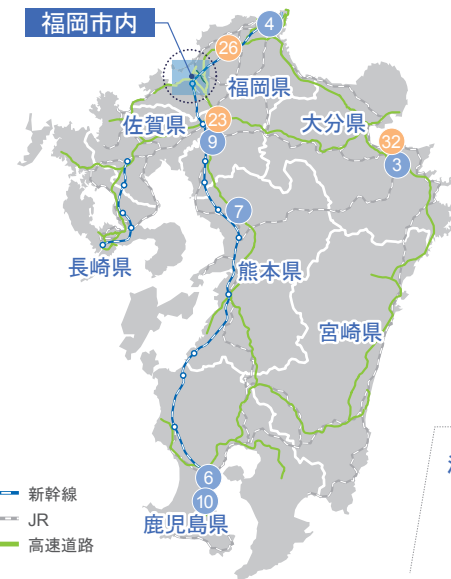 福岡市内
4
26
福岡県
佐賀県
23
大分県
9
32
3
7
長崎県
熊本県
宮崎県
6
10
鹿児島県
新幹線
JR
高速道路